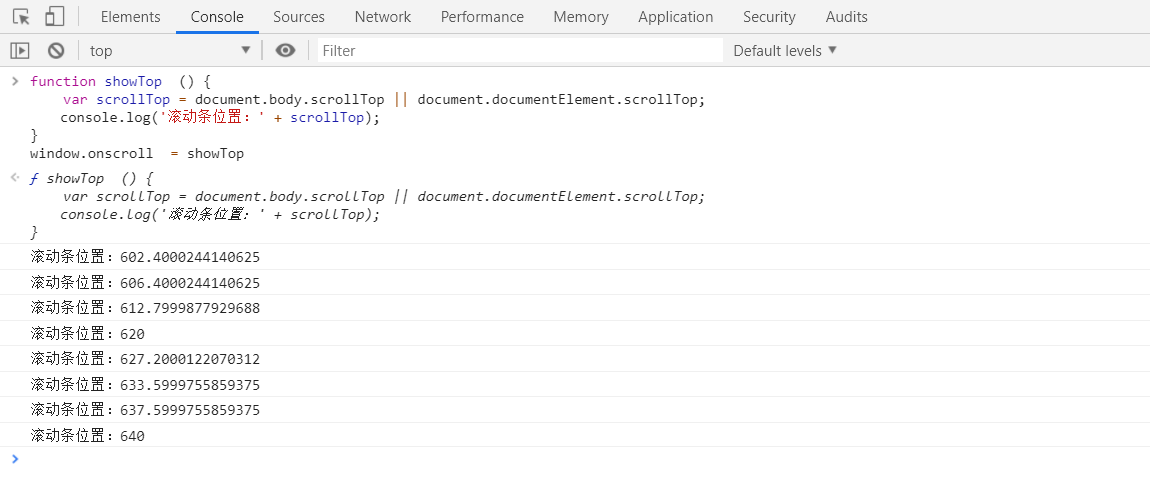 Elements Console Sources Network Performance Memory Application Security Audits
top Filter Default levels
function showTop  () {
    var scrollTop = document.body.scrollTop || document.documentElement.scrollTop;
    console.log('滚动条位置：' + scrollTop);
}
window.onscroll  = showTop
ƒ showTop  () {
    var scrollTop = document.body.scrollTop || document.documentElement.scrollTop;
    console.log('滚动条位置：' + scrollTop);
}
滚动条位置：602.4000244140625
滚动条位置：606.4000244140625
滚动条位置：612.7999877929688
滚动条位置：620
滚动条位置：627.2000122070312
滚动条位置：633.5999755859375
滚动条位置：637.5999755859375
滚动条位置：640